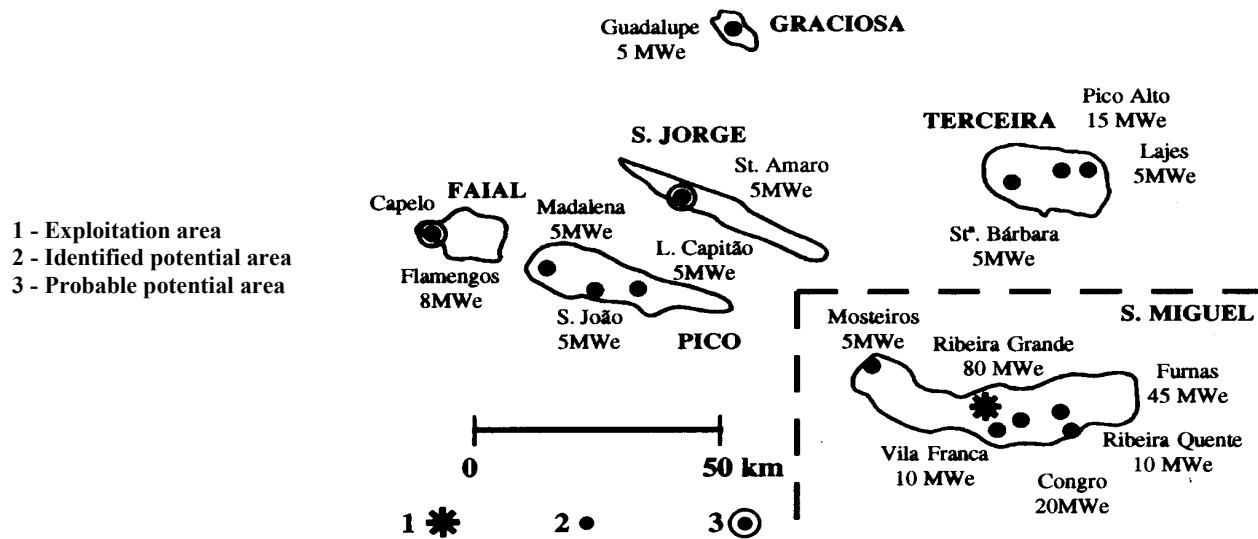 Guadalupe
5 MWe
GRACIOSA
Pico Alto
15 MWe
TERCEIRA
Lajes
5MWe
Stª. Bárbara
5 MWe
S. JORGE
St. Amaro
5MWe
Capelo
FAIAL
Flamengos
8MWe
Madalena
5MWe
L. Capitão
5MWe
S. João
5MWe
PICO
1 - Exploitation area
2 - Identified potential area
3 - Probable potential area
S. MIGUEL
Mosteiros
5MWe
Ribeira Grande
80 MWe
Furnas
45 MWe
Vila Franca
10 MWe
Ribeira Quente
10 MWe
Congro
20MWe
0 50 km
1 2 3